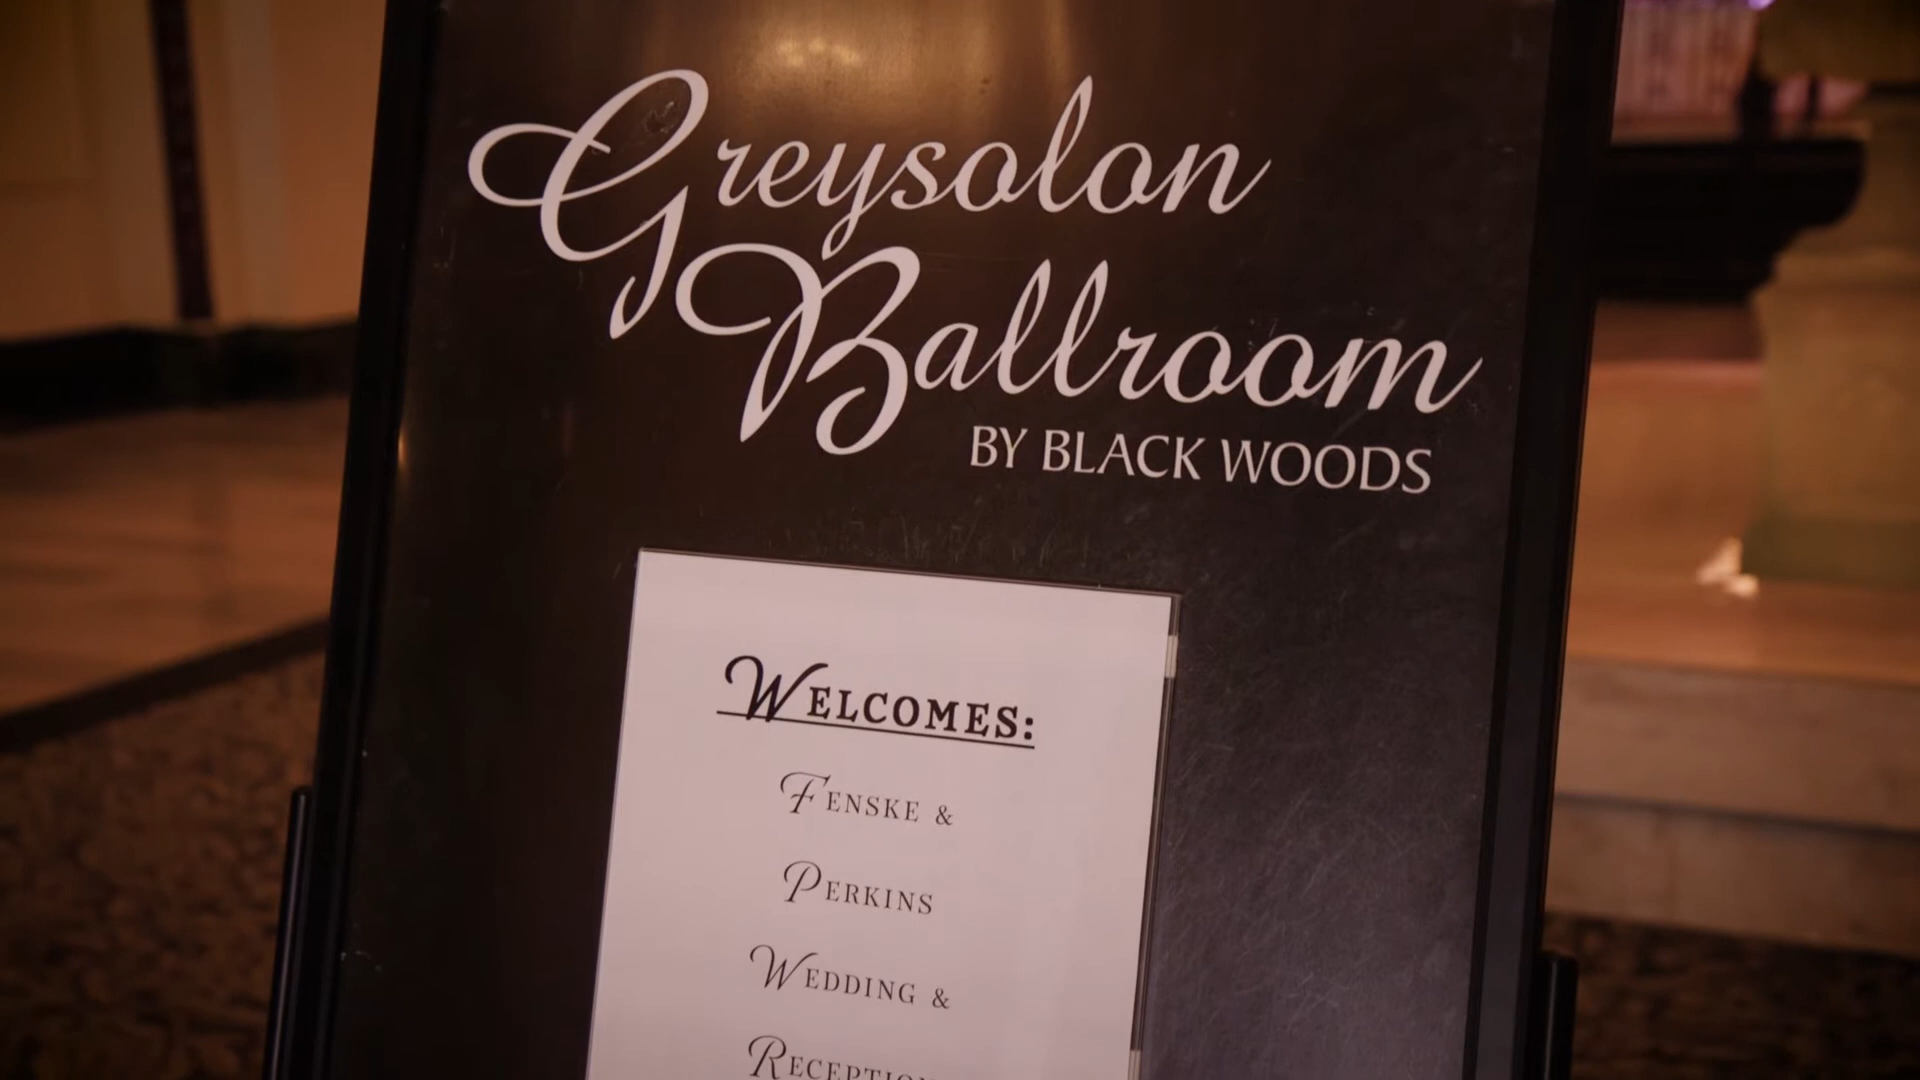 Greysolon
Ballroom
BY BLACK WOODS
WELCOMES:
FENSKE &
PERKINS
WEDDING &